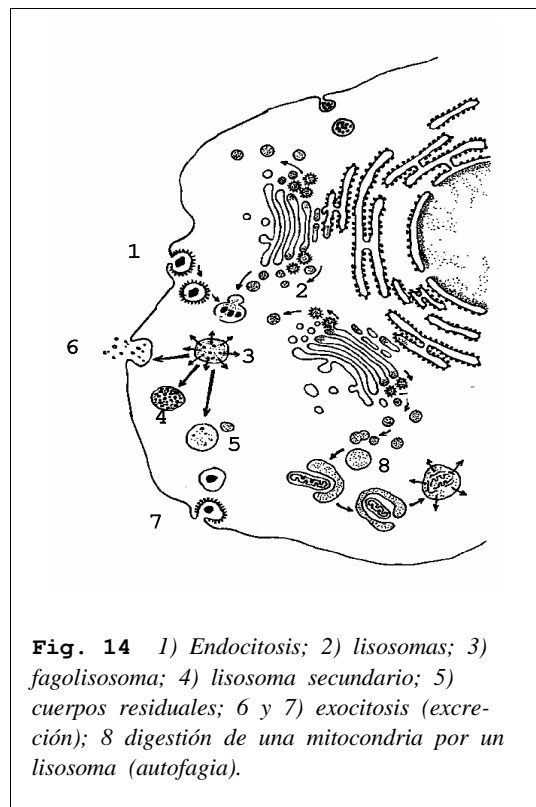 1
2
6
3
4
5
8
7
Fig. 14 1) Endocitosis; 2) lisosomas; 3)
fagolisosoma; 4) lisosoma secundario; 5)
cuerpos residuales; 6 y 7) exocitosis (excre-
ción); 8 digestión de una mitocondria por un
lisosoma (autofagia).